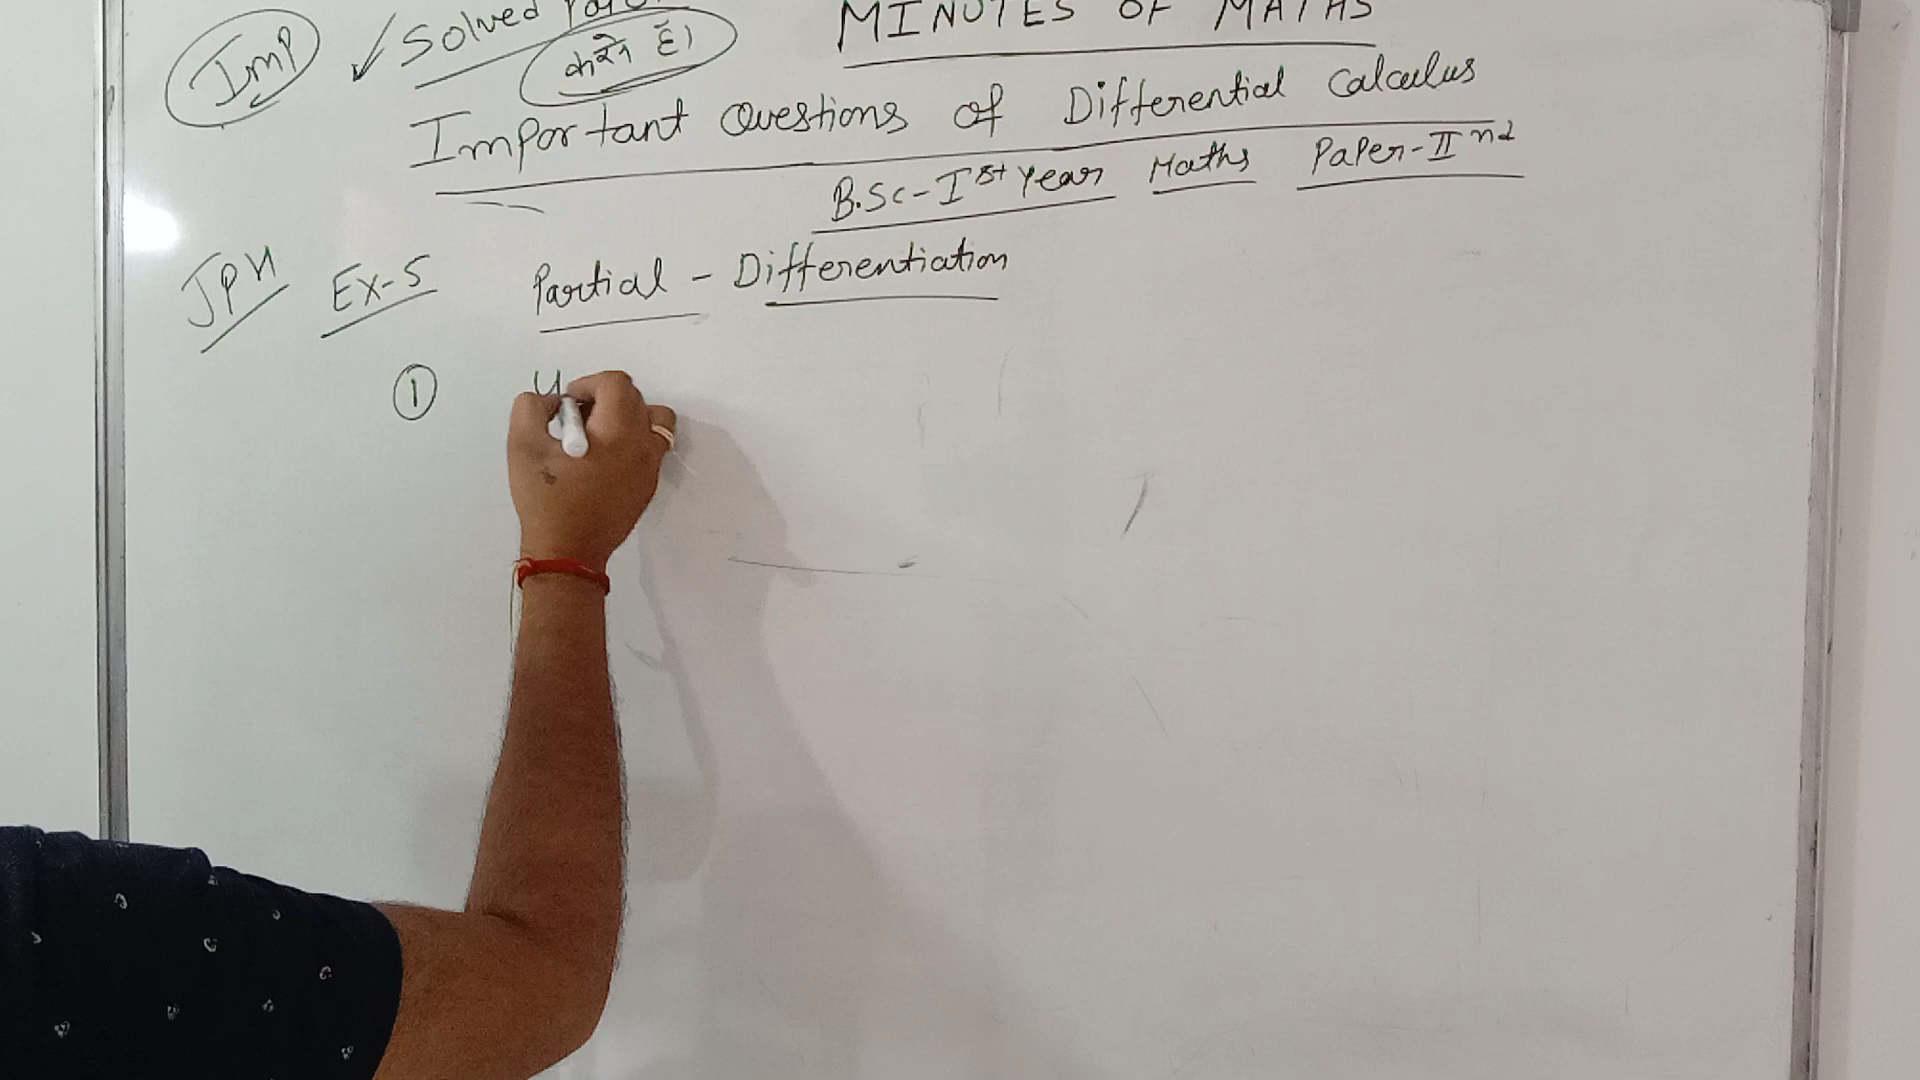 MINUTES OF MATHS
Imp ✓ Solved
करने हैं।
Important Questions of Differential Calculus
B.Sc-Ist Year Maths Paper-IInd
JPH Ex-5 Partial - Differentiation
①